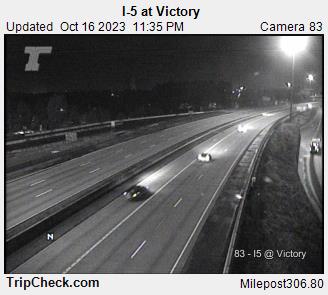 I-5 at Victory
Updated Oct 16 2023 11:35 PM Camera 83
T
N
83 - I5 @ Victory
TripCheck.com Milepost306.80